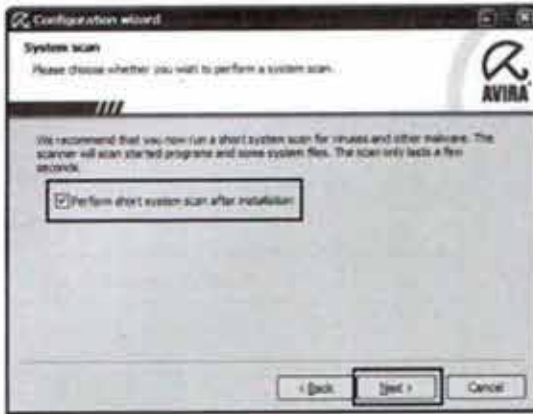 Configuration wizard
System scan
Please choose whether you want to perform a system scan.
AVIRA
We recommend that you now run a short system scan for viruses and other malware. The
scanner will scan started programs and some system files. The scan only lasts a few
seconds.
Perform short system scan after installation
< Back
Next >
Cancel